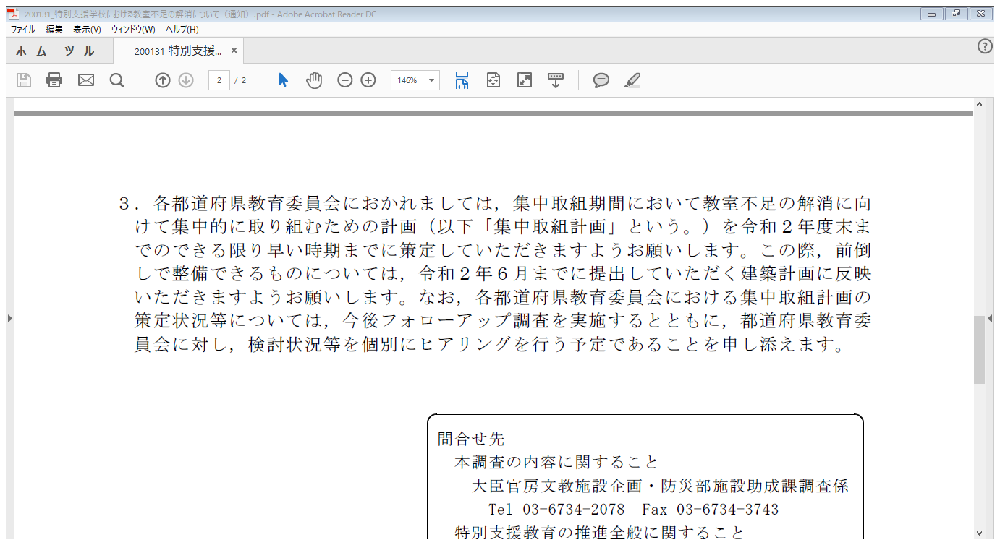 200131_特別支援学校における教室不足の解消について（通知）.pdf - Adobe Acrobat Reader DC
ファイル 編集 表示(V) ウィンドウ(W) ヘルプ(H)
ホーム ツール 200131_特別支援... ×
2 / 2 146%
３．各都道府県教育委員会におかれましては，集中取組期間において教室不足の解消に向
けて集中的に取り組むための計画（以下「集中取組計画」という。）を令和２年度末ま
でのできる限り早い時期までに策定していただきますようお願いします。この際，前倒
しで整備できるものについては，令和２年６月までに提出していただく建築計画に反映
いただきますようお願いします。なお，各都道府県教育委員会における集中取組計画の
策定状況等については，今後フォローアップ調査を実施するとともに，都道府県教育委
員会に対し，検討状況等を個別にヒアリングを行う予定であることを申し添えます。
問合せ先
本調査の内容に関すること
大臣官房文教施設企画・防災部施設助成課調査係
Tel 03-6734-2078 Fax 03-6734-3743
特別支援教育の推進全般に関すること